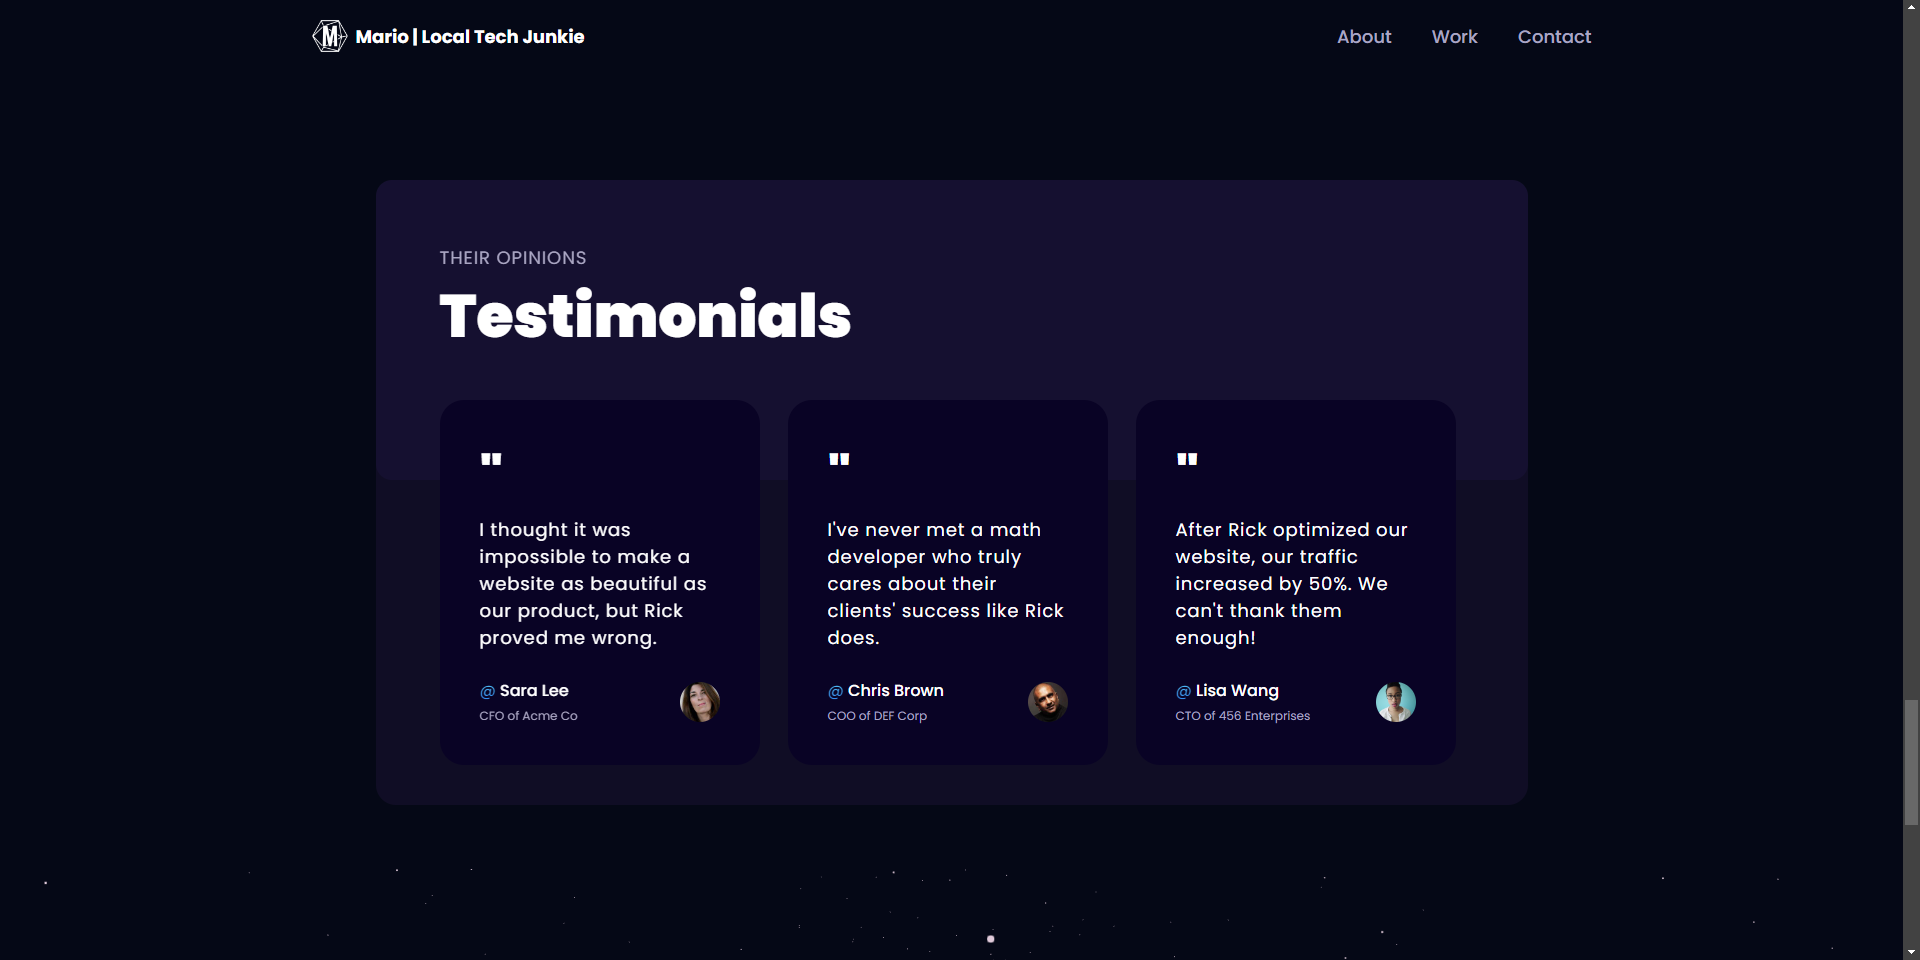 M
Mario | Local Tech Junkie
About
Work
Contact
THEIR OPINIONS
Testimonials
"
I thought it was
impossible to make a
website as beautiful as
our product, but Rick
proved me wrong.
@ Sara Lee
CFO of Acme Co
"
I've never met a math
developer who truly
cares about their
clients' success like Rick
does.
@ Chris Brown
COO of DEF Corp
"
After Rick optimized our
website, our traffic
increased by 50%. We
can't thank them
enough!
@ Lisa Wang
CTO of 456 Enterprises